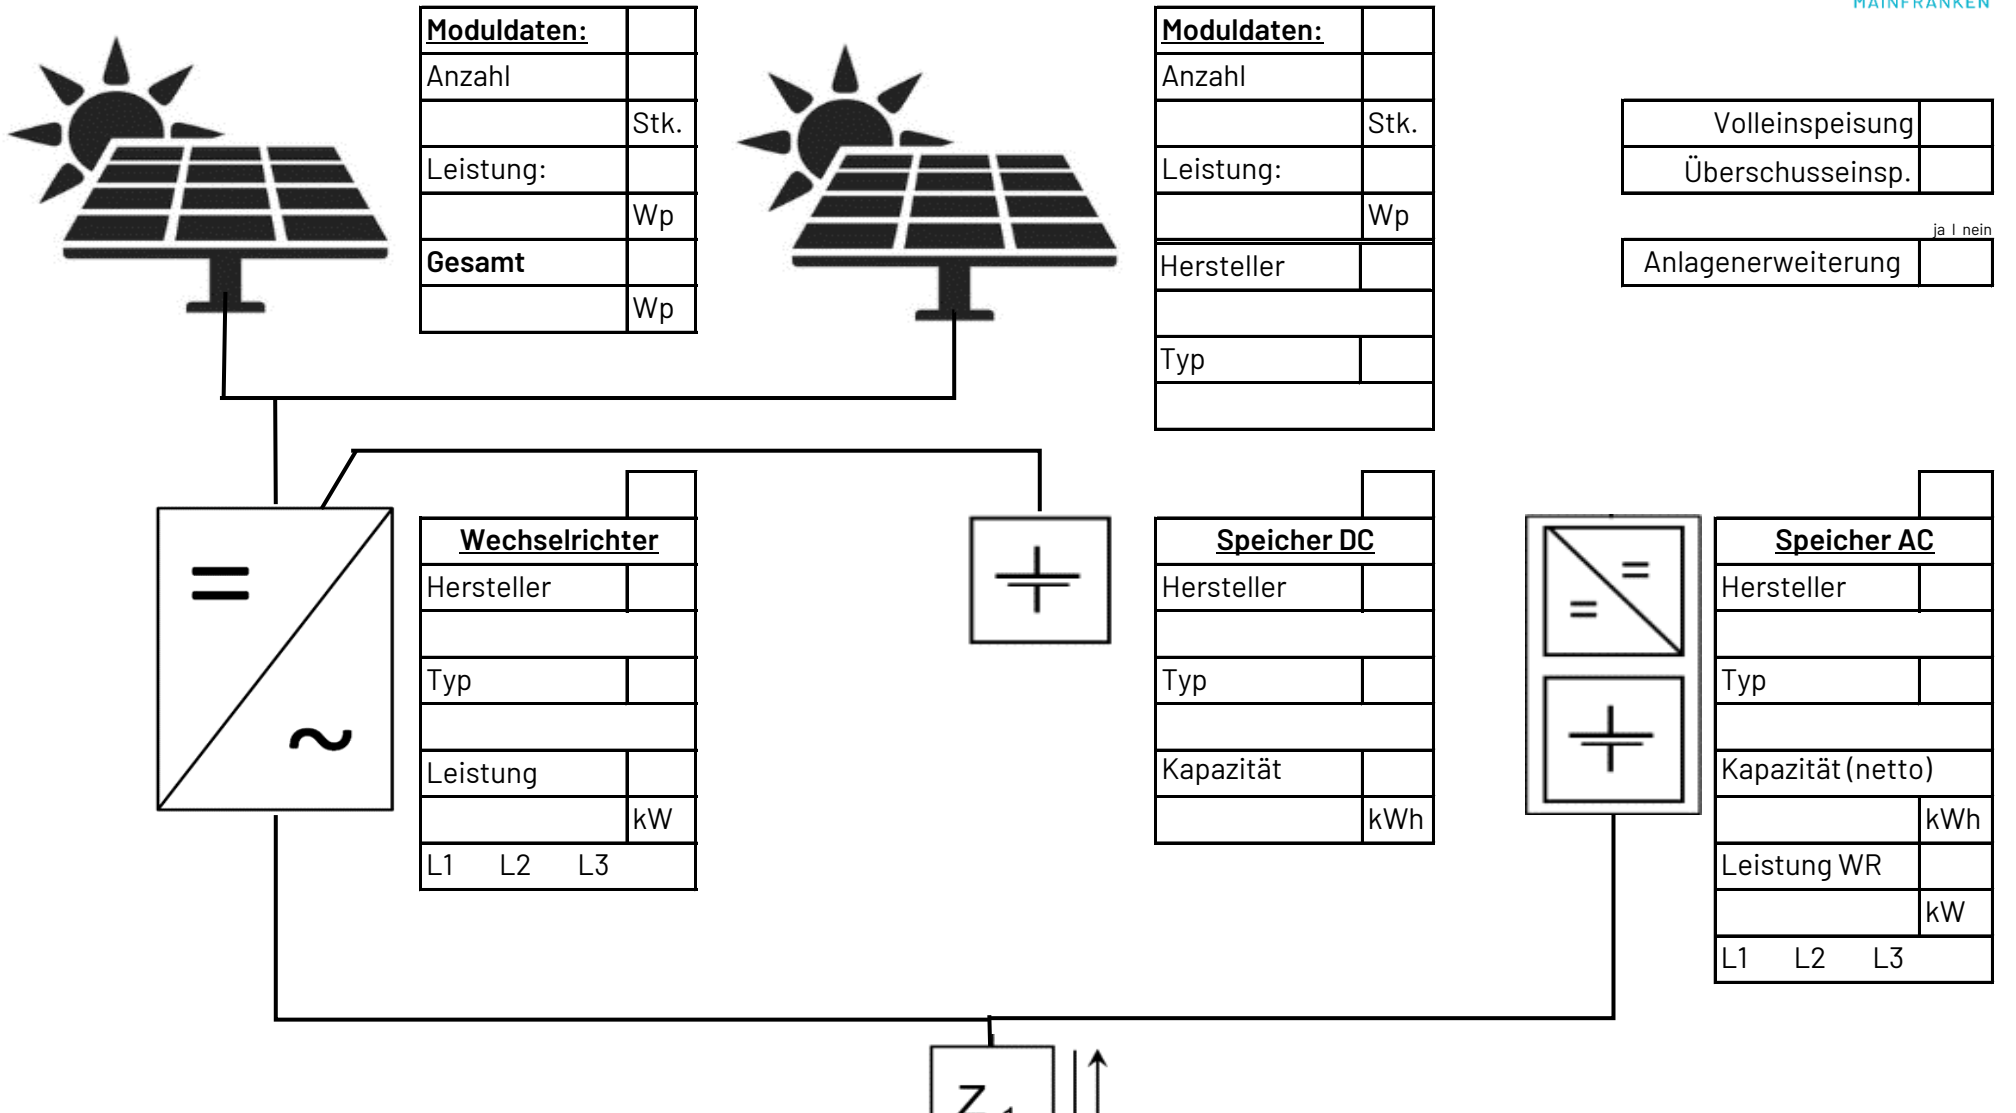 MAINFRANKEN
Moduldaten:
Anzahl
Stk.
Leistung:
Wp
Gesamt
Wp
Moduldaten:
Anzahl
Stk.
Leistung:
Wp
Hersteller
Typ
Volleinspeisung
Überschusseinsp.
ja I nein
Anlagenerweiterung
Wechselrichter
Hersteller
Typ
Leistung
kW
L1 L2 L3
Speicher DC
Hersteller
Typ
Kapazität
kWh
Speicher AC
Hersteller
Typ
Kapazität (netto)
kWh
Leistung WR
kW
L1 L2 L3